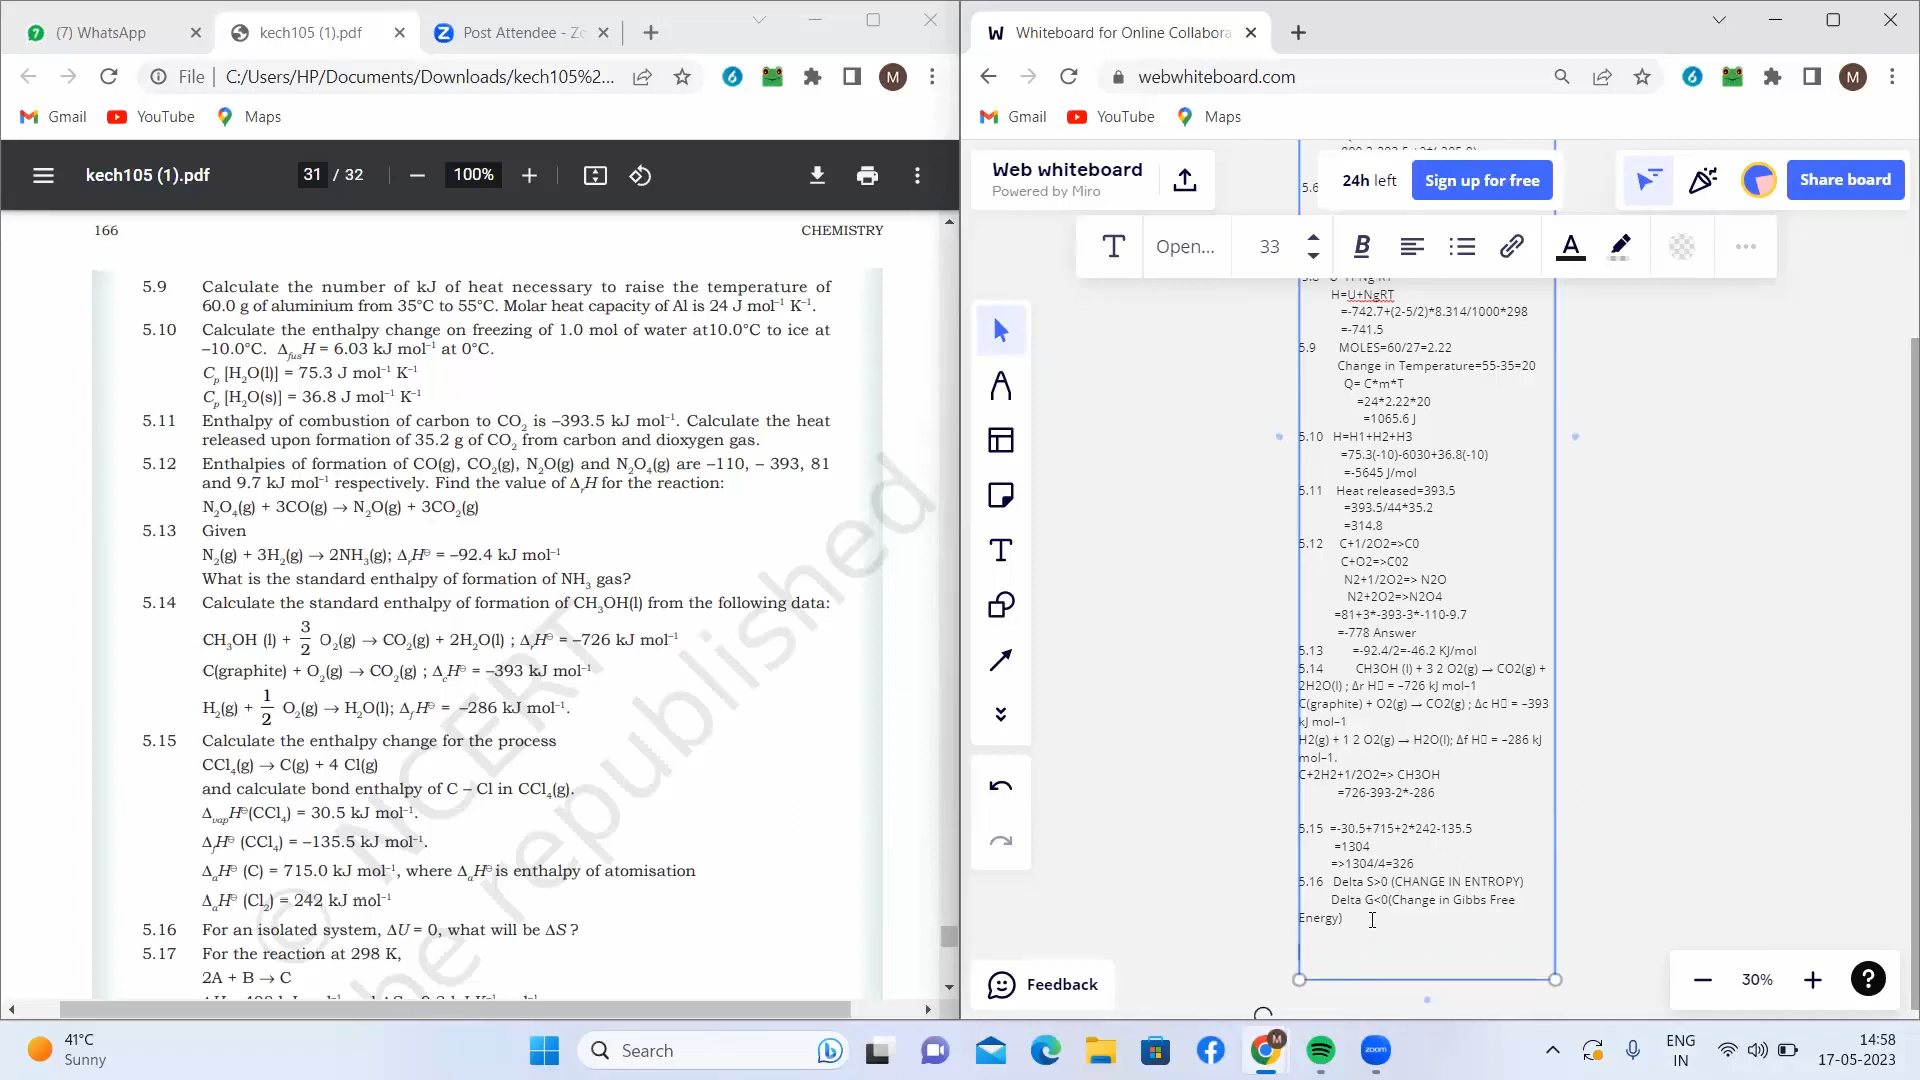 (7) WhatsApp
kech105 (1).pdf
Post Attendee - Zo
File
C:/Users/HP/Documents/Downloads/kech105%2...
M
Gmail
YouTube
Maps
kech105 (1).pdf
31 / 32
100%
166
CHEMISTRY
5.9 Calculate the number of kJ of heat necessary to raise the temperature of
60.0 g of aluminium from 35°C to 55°C. Molar heat capacity of Al is 24 J mol⁻¹ K⁻¹.
5.10 Calculate the enthalpy change on freezing of 1.0 mol of water at10.0°C to ice at
–10.0°C. ΔfusH = 6.03 kJ mol⁻¹ at 0°C.
Cp [H₂O(l)] = 75.3 J mol⁻¹ K⁻¹
Cp [H₂O(s)] = 36.8 J mol⁻¹ K⁻¹
5.11 Enthalpy of combustion of carbon to CO₂ is –393.5 kJ mol⁻¹. Calculate the heat
released upon formation of 35.2 g of CO₂ from carbon and dioxygen gas.
5.12 Enthalpies of formation of CO(g), CO₂(g), N₂O(g) and N₂O₄(g) are –110, – 393, 81
and 9.7 kJ mol⁻¹ respectively. Find the value of ΔrH for the reaction:
N₂O₄(g) + 3CO(g) → N₂O(g) + 3CO₂(g)
5.13 Given
N₂(g) + 3H₂(g) → 2NH₃(g); ΔrH⊖ = –92.4 kJ mol⁻¹
What is the standard enthalpy of formation of NH₃ gas?
5.14 Calculate the standard enthalpy of formation of CH₃OH(l) from the following data:
CH₃OH (l) + 3/2 O₂(g) → CO₂(g) + 2H₂O(l) ; ΔrH⊖ = –726 kJ mol⁻¹
C(graphite) + O₂(g) → CO₂(g) ; ΔcH⊖ = –393 kJ mol⁻¹
H₂(g) + 1/2 O₂(g) → H₂O(l); ΔfH⊖ = –286 kJ mol⁻¹.
5.15 Calculate the enthalpy change for the process
CCl₄(g) → C(g) + 4 Cl(g)
and calculate bond enthalpy of C – Cl in CCl₄(g).
ΔvapH⊖(CCl₄) = 30.5 kJ mol⁻¹.
ΔfH⊖ (CCl₄) = –135.5 kJ mol⁻¹.
ΔaH⊖ (C) = 715.0 kJ mol⁻¹, where ΔaH⊖ is enthalpy of atomisation
ΔaH⊖ (Cl₂) = 242 kJ mol⁻¹
5.16 For an isolated system, ΔU = 0, what will be ΔS ?
5.17 For the reaction at 298 K,
2A + B → C
© NCERT
be republished
Whiteboard for Online Collabora
webwhiteboard.com
M
Gmail
YouTube
Maps
Web whiteboard
Powered by Miro
24h left
Sign up for free
Share board
Open...
33
5.6
H=U+NgRT
=-742.7+(2-5/2)*8.314/1000*298
=-741.5
5.9 MOLES=60/27=2.22
Change in Temperature=55-35=20
Q= C*m*T
=24*2.22*20
=1065.6 J
5.10 H=H1+H2+H3
=75.3(-10)-6030+36.8(-10)
=-5645 J/mol
5.11 Heat released=393.5
=393.5/44*35.2
=314.8
5.12 C+1/2O2=>C0
C+O2=>C02
N2+1/2O2=> N2O
N2+2O2=>N2O4
=81+3*-393-3*-110-9.7
=-778 Answer
5.13 =-92.4/2=-46.2 KJ/mol
5.14 CH3OH (l) + 3 2 O2(g) → CO2(g) +
2H2O(l) ; Δr H▯ = –726 kJ mol–1
C(graphite) + O2(g) → CO2(g) ; Δc H▯ = –393
kJ mol–1
H2(g) + 1 2 O2(g) → H2O(l); Δf H▯ = –286 kJ
mol–1.
C+2H2+1/2O2=> CH3OH
=726-393-2*-286
5.15 =-30.5+715+2*242-135.5
=1304
=>1304/4=326
5.16 Delta S>0 (CHANGE IN ENTROPY)
Delta G<0(Change in Gibbs Free
Energy)
Feedback
30%
41°C
Sunny
Search
zoom
ENG
IN
14:58
17-05-2023